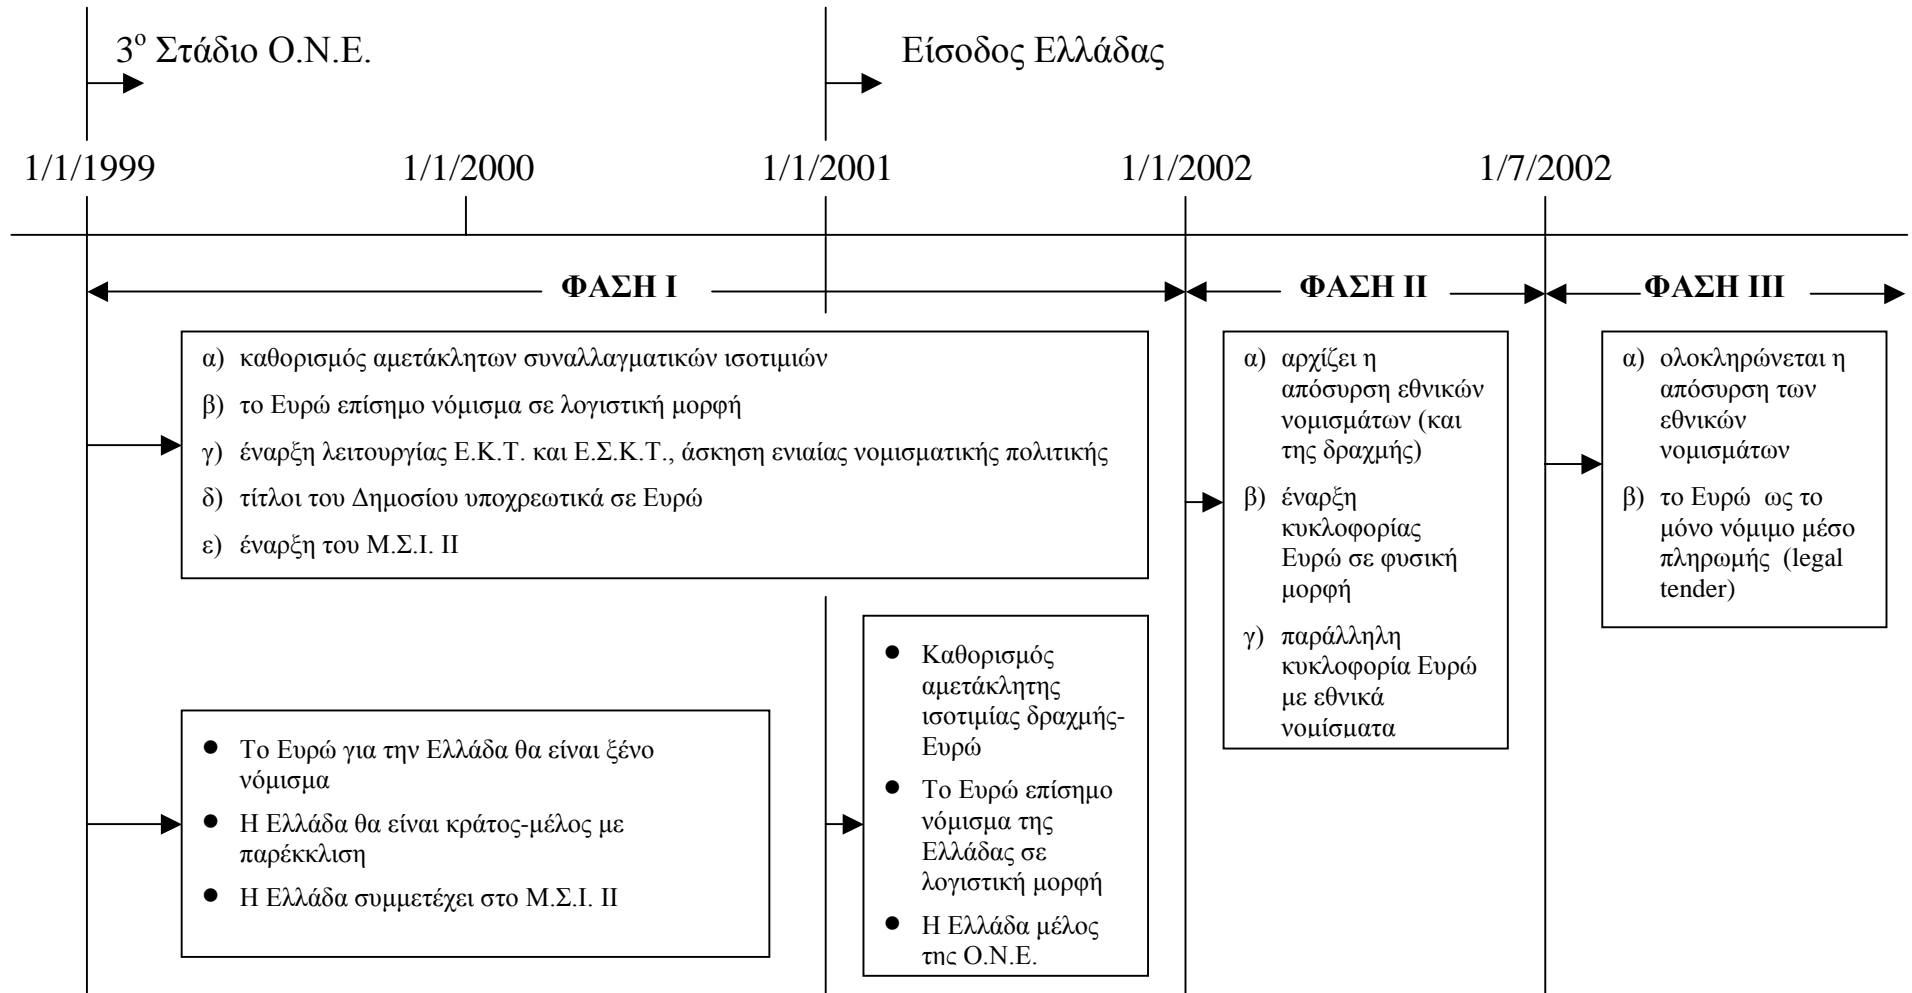 3ο Στάδιο Ο.Ν.Ε.
Είσοδος Ελλάδας
1/1/1999
1/1/2000
1/1/2001
1/1/2002
1/7/2002
ΦΑΣΗ Ι
ΦΑΣΗ ΙΙ
ΦΑΣΗ ΙΙΙ
α) καθορισμός αμετάκλητων συναλλαγματικών ισοτιμιών
β) το Ευρώ επίσημο νόμισμα σε λογιστική μορφή
γ) έναρξη λειτουργίας Ε.Κ.Τ. και Ε.Σ.Κ.Τ., άσκηση ενιαίας νομισματικής πολιτικής
δ) τίτλοι του Δημοσίου υποχρεωτικά σε Ευρώ
ε) έναρξη του Μ.Σ.Ι. ΙΙ
α) αρχίζει η
απόσυρση εθνικών
νομισμάτων (και
της δραχμής)
β) έναρξη
κυκλοφορίας
Ευρώ σε φυσική
μορφή
γ) παράλληλη
κυκλοφορία Ευρώ
με εθνικά
νομίσματα
α) ολοκληρώνεται η
απόσυρση των
εθνικών
νομισμάτων
β) το Ευρώ ως το
μόνο νόμιμο μέσο
πληρωμής (legal
tender)
● Το Ευρώ για την Ελλάδα θα είναι ξένο
νόμισμα
● Η Ελλάδα θα είναι κράτος-μέλος με
παρέκκλιση
● Η Ελλάδα συμμετέχει στο Μ.Σ.Ι. ΙΙ
● Καθορισμός
αμετάκλητης
ισοτιμίας δραχμής-
Ευρώ
● Το Ευρώ επίσημο
νόμισμα της
Ελλάδας σε
λογιστική μορφή
● Η Ελλάδα μέλος
της Ο.Ν.Ε.